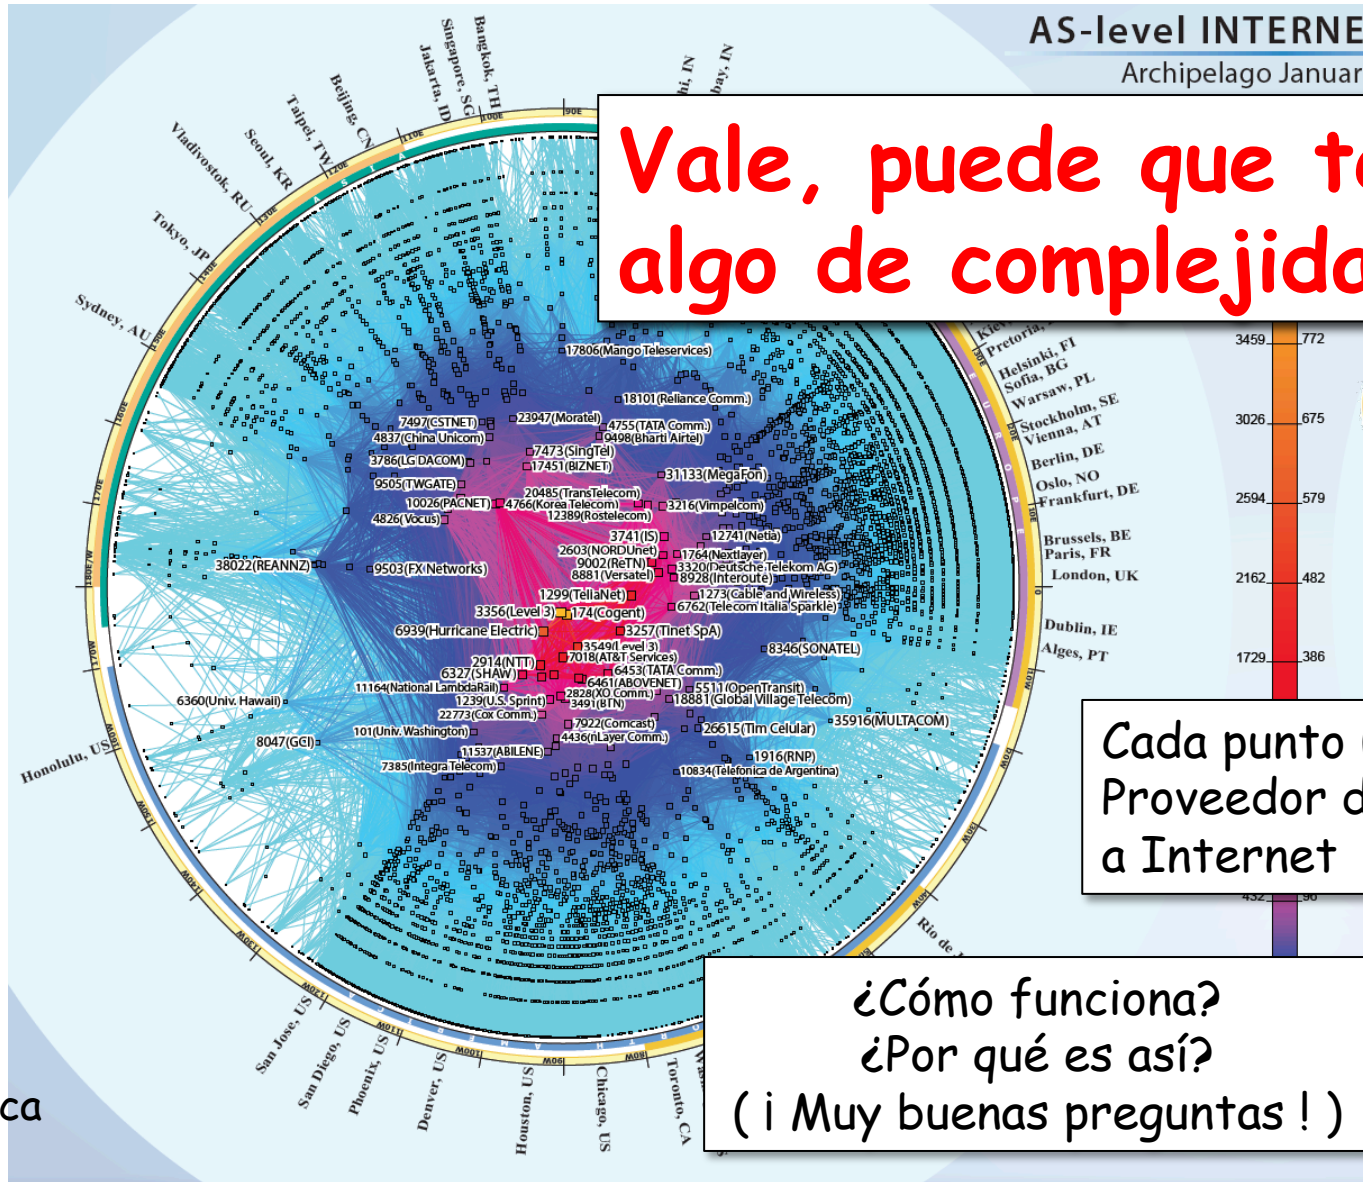 AS-level INTERNE
Archipelago Januar
Vale, puede que t
algo de complejida
Cada punto
Proveedor d
a Internet
¿Cómo funciona?
¿Por qué es así?
( ¡ Muy buenas preguntas ! )
ca
Bangkok, TH
Singapore, SG
Jakarta, ID
Beijing, CN
Taipei, TW
Seoul, KR
Vladivostok, RU
Tokyo, JP
Sydney, AU
Honolulu, US
San Jose, US
San Diego, US
Phoenix, US
Denver, US
Houston, US
Chicago, US
Toronto, CA
Rio de
Alges, PT
Dublin, IE
London, UK
Paris, FR
Brussels, BE
Frankfurt, DE
Oslo, NO
Berlin, DE
Vienna, AT
Stockholm, SE
Warsaw, PL
Sofia, BG
Helsinki, FI
Pretoria,
Kiev,
17806(Mango Teleservices)
18101(Reliance Comm.)
7497(CSTNET)
23947(Moratel)
4755(TATA Comm.)
4837(China Unicom)
9498(Bharti Airtel)
7473(SingTel)
3786(LG DACOM)
17451(BIZNET)
31133(MegaFon)
9505(TWGATE)
20485(TransTelecom)
10026(PACNET)
4766(Korea Telecom)
3216(Vimpelcom)
12389(Rostelecom)
4826(Vocus)
3741(IS)
12741(Netia)
2603(NORDUnet)
1764(Nextlayer)
38022(REANNZ)
9503(FX Networks)
9002(ReTN)
3320(Deutsche Telekom AG)
8881(Versatel)
8928(Interoute)
1299(TeliaNet)
1273(Cable and Wireless)
3356(Level 3)
174(Cogent)
6762(Telecom Italia Sparkle)
6939(Hurricane Electric)
3257(Tinet SpA)
3549(Level 3)
8346(SONATEL)
2914(NTT)
7018(AT&T Services)
6327(SHAW)
6453(TATA Comm.)
6461(ABOVENET)
11164(National LambdaRail)
2828(XO Comm.)
5511(OpenTransit)
6360(Univ. Hawaii)
1239(U.S. Sprint)
3491(BTN)
18881(Global Village Telecom)
22773(Cox Comm.)
7922(Comcast)
35916(MULTACOM)
101(Univ. Washington)
4436(nLayer Comm.)
26615(Tim Celular)
8047(GCI)
11537(ABILENE)
1916(RNP)
7385(Integra Telecom)
10834(Telefonica de Argentina)
3459 772
3026 675
2594 579
2162 482
1729 386